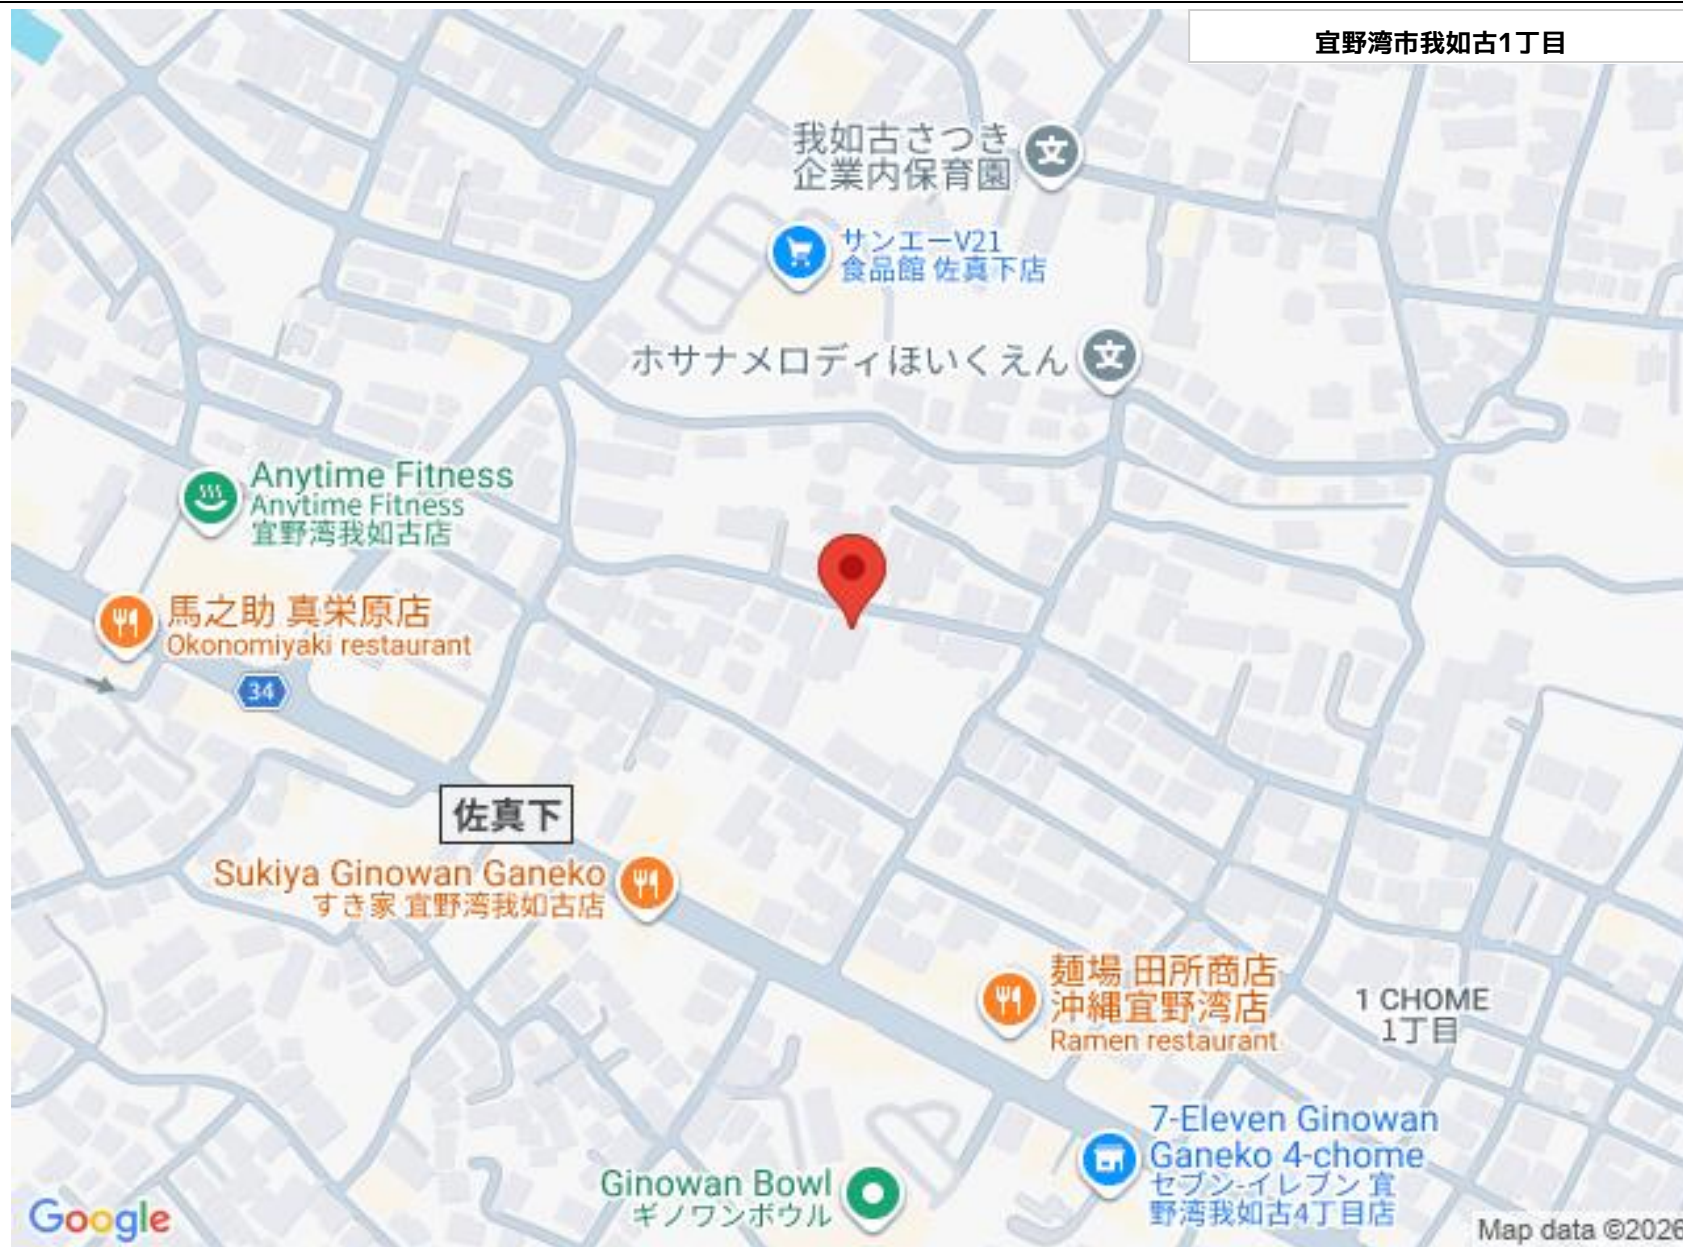 宜野湾市我如古1丁目
我如古さつき
企業内保育園
サンエーV21
食品館 佐真下店
ホサナメロディほいくえん
Anytime Fitness
Anytime Fitness
宜野湾我如古店
馬之助 真栄原店
Okonomiyaki restaurant
34
佐真下
Sukiya Ginowan Ganeko
すき家 宜野湾我如古店
麺場 田所商店
沖縄宜野湾店
Ramen restaurant
1 CHOME
1丁目
7-Eleven Ginowan
Ganeko 4-chome
セブン-イレブン 宜
野湾我如古4丁目店
Ginowan Bowl
ギノワンボウル
Google
Map data ©2026